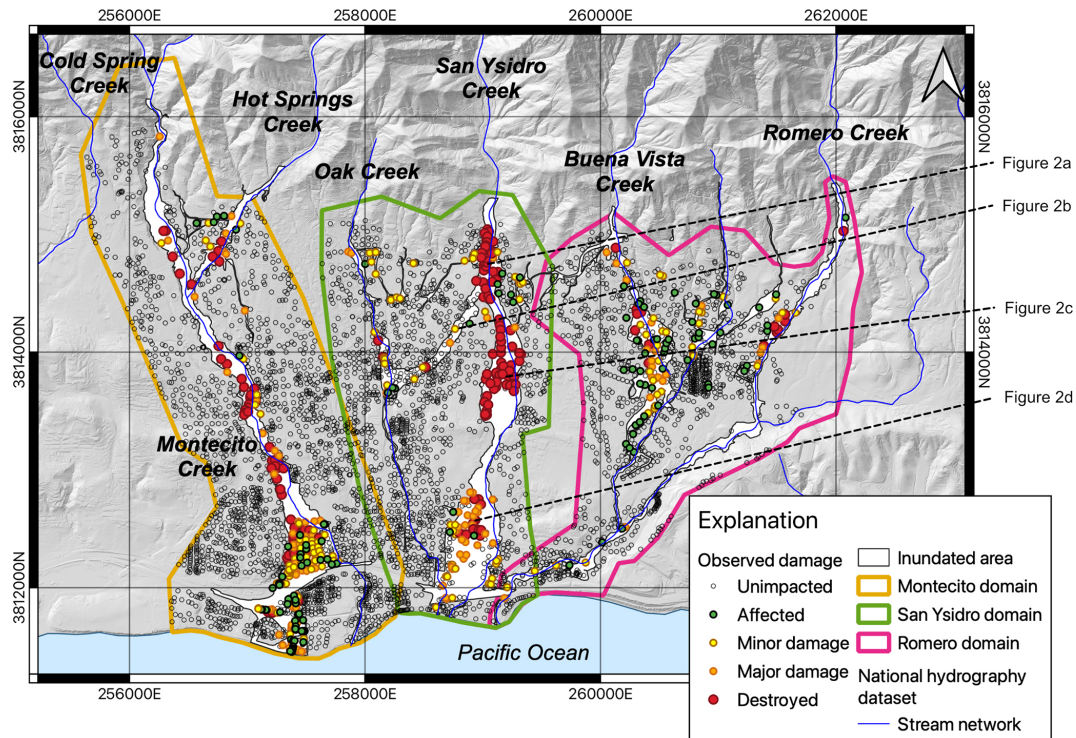 256000E
258000E
260000E
262000E
Cold Spring
Creek
San Ysidro
Creek
Hot Springs
Creek
Romero Creek
Oak Creek
Buena Vista
Creek
Montecito
Creek
3816000N
3814000N
3812000N
3816000N
3814000N
Figure 2a
Figure 2b
Figure 2c
Figure 2d
Pacific Ocean
256000E
258000E
260000E
Explanation
Observed damage
Unimpacted
Affected
Minor damage
Major damage
Destroyed
Inundated area
Montecito domain
San Ysidro domain
Romero domain
National hydrography
dataset
Stream network